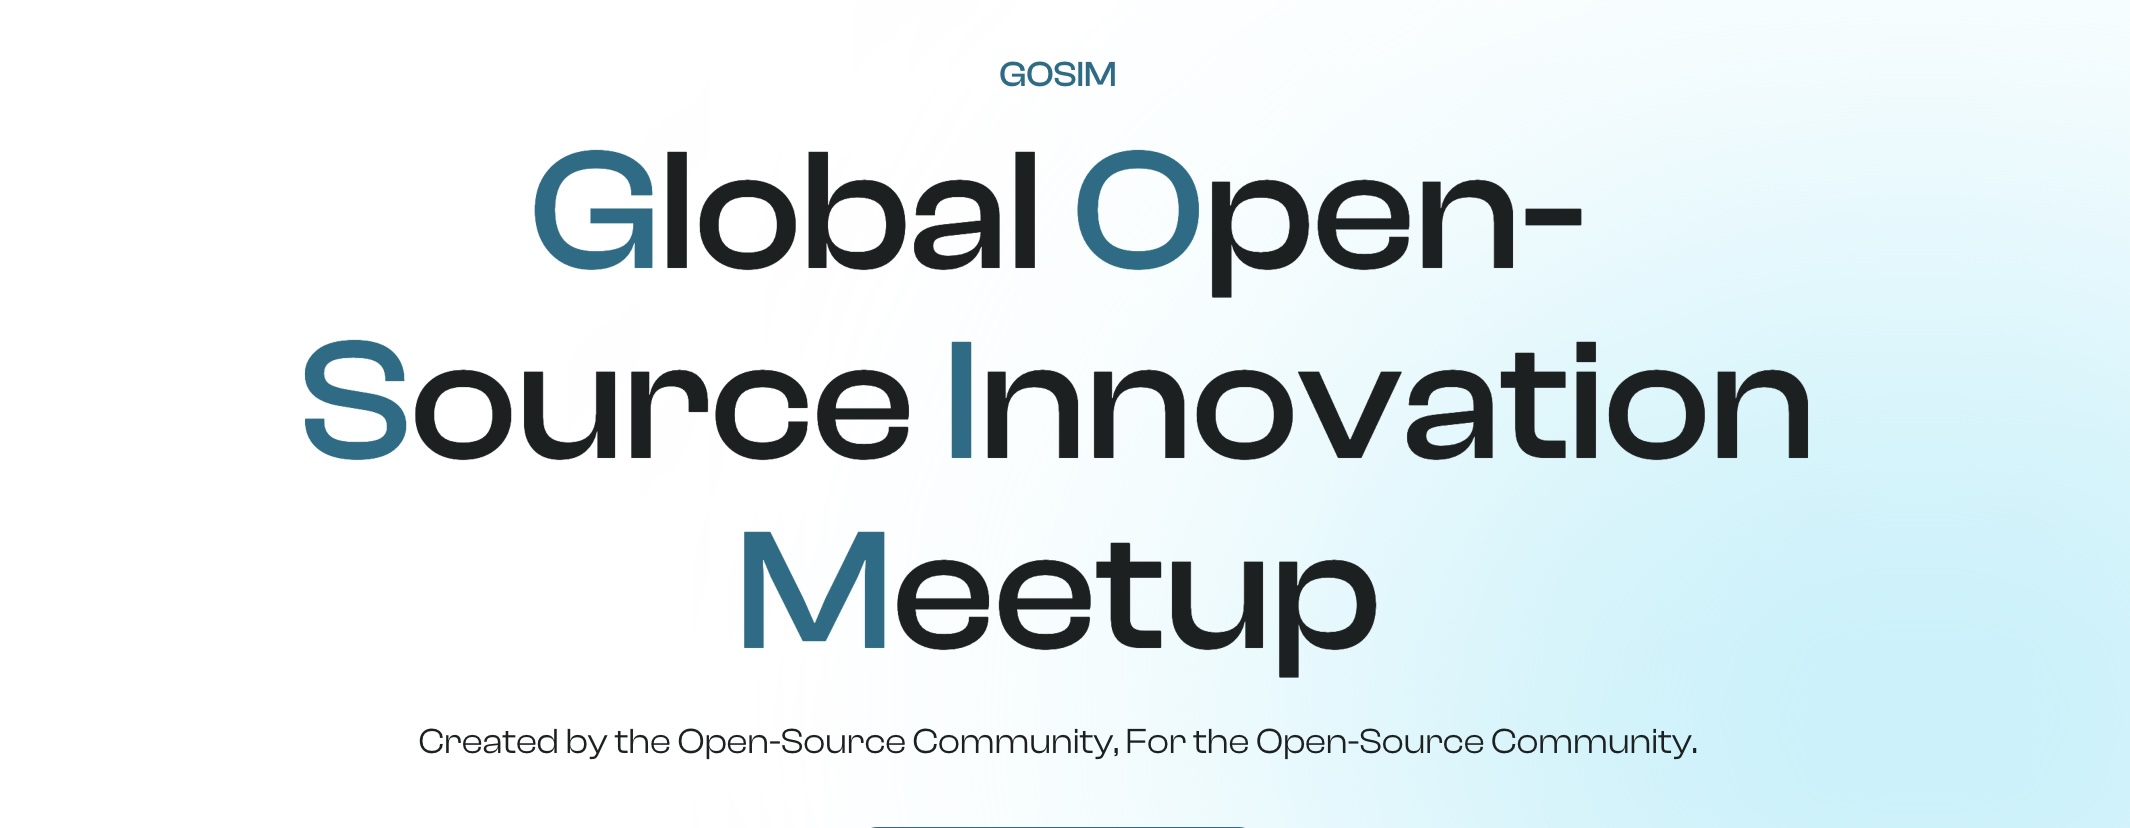 GOSIM
Global Open-
Source Innovation
Meetup
Created by the Open-Source Community, For the Open-Source Community.